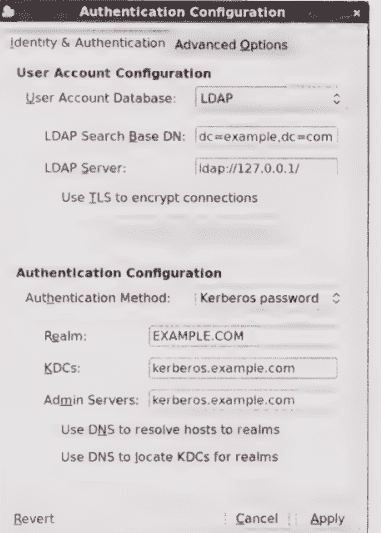 Authentication Configuration
Identity & Authentication Advanced Options
User Account Configuration
User Account Database: LDAP
LDAP Search Base DN: dc=example,dc=com
LDAP Server: ldap://127.0.0.1/
Use TLS to encrypt connections
Authentication Configuration
Authentication Method: Kerberos password
Realm: EXAMPLE.COM
KDCs: kerberos.example.com
Admin Servers: kerberos.example.com
Use DNS to resolve hosts to realms
Use DNS to locate KDCs for realms
Revert Cancel Apply